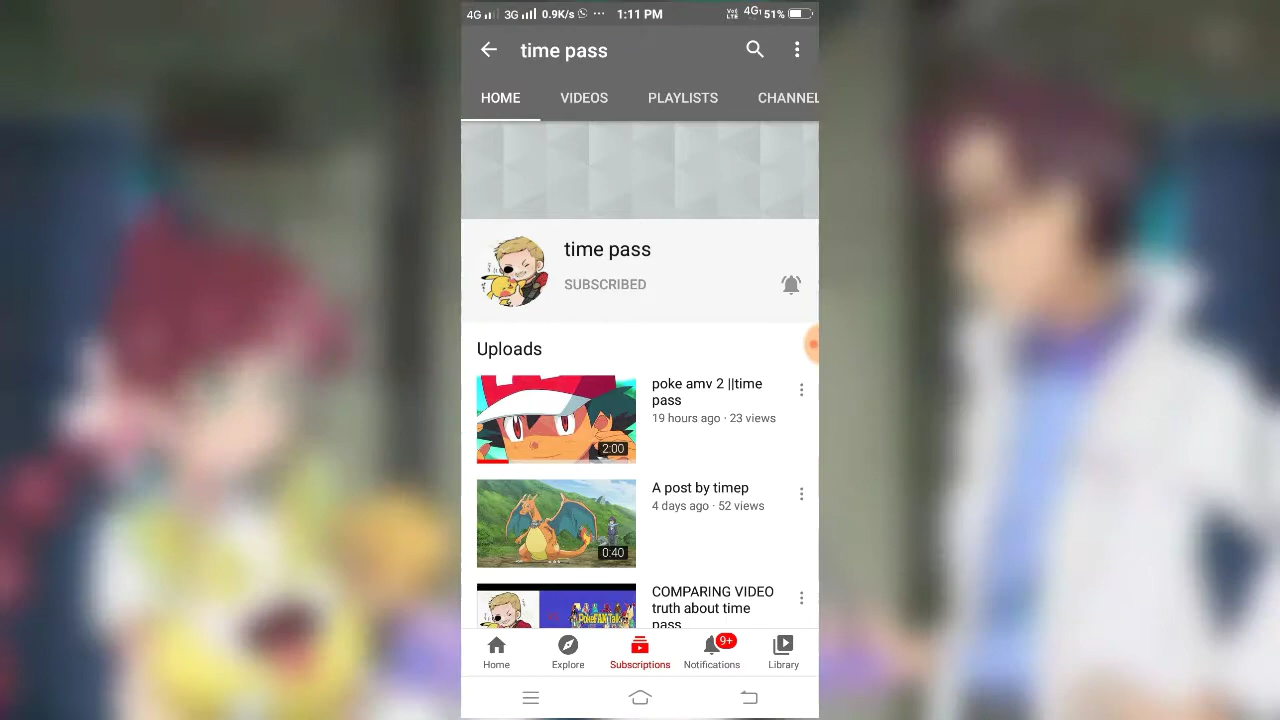 4G 3G 0.9K/s ... 1:11 PM VoLTE 4G 51%
time pass
HOME VIDEOS PLAYLISTS CHANNEL
time pass
SUBSCRIBED
Uploads
poke amv 2 ||time
pass
19 hours ago · 23 views
2:00
A post by timep
4 days ago · 52 views
0:40
COMPARING VIDEO
truth about time
pass
9+
Home Explore Subscriptions Notifications Library